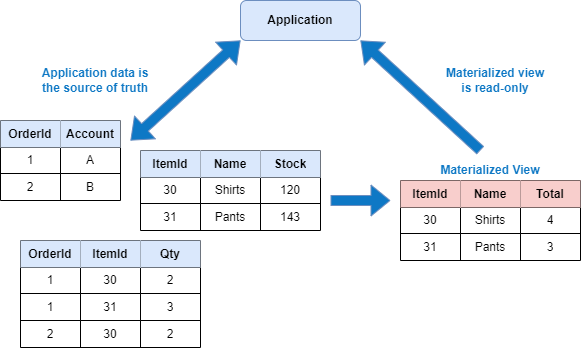 Application
Application data is
the source of truth
Materialized view
is read-only
OrderId Account
1 A
2 B
ItemId Name Stock
30 Shirts 120
31 Pants 143
Materialized View
ItemId Name Total
30 Shirts 4
31 Pants 3
OrderId ItemId Qty
1 30 2
1 31 3
2 30 2